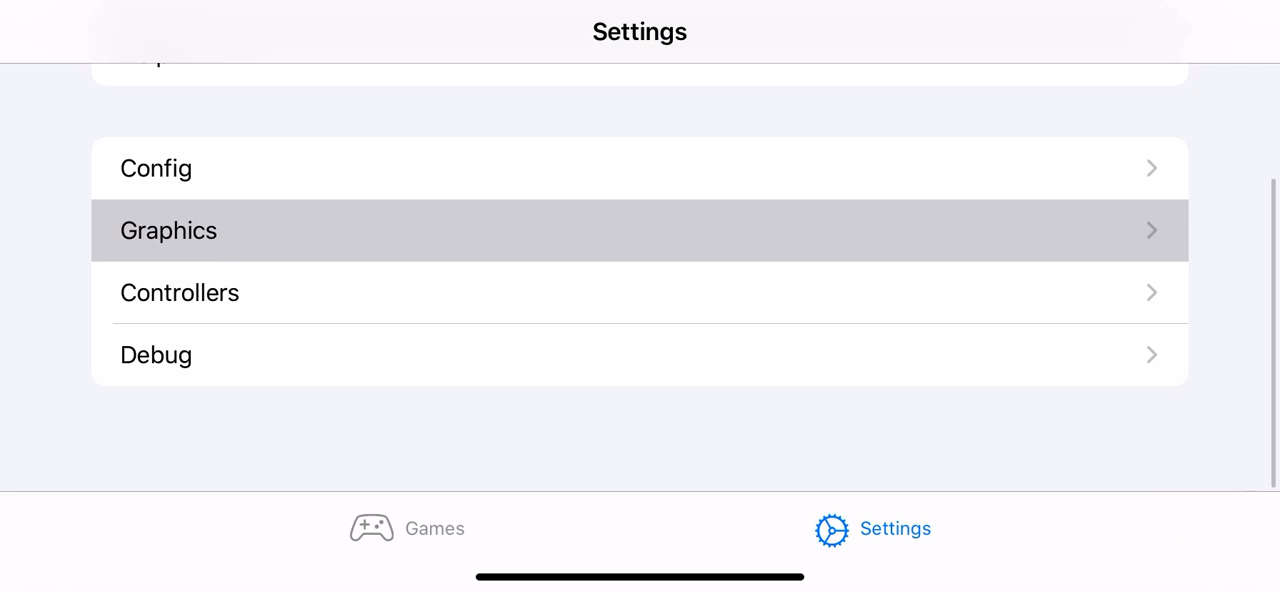 Settings
Config
Graphics
Controllers
Debug
Games
Settings